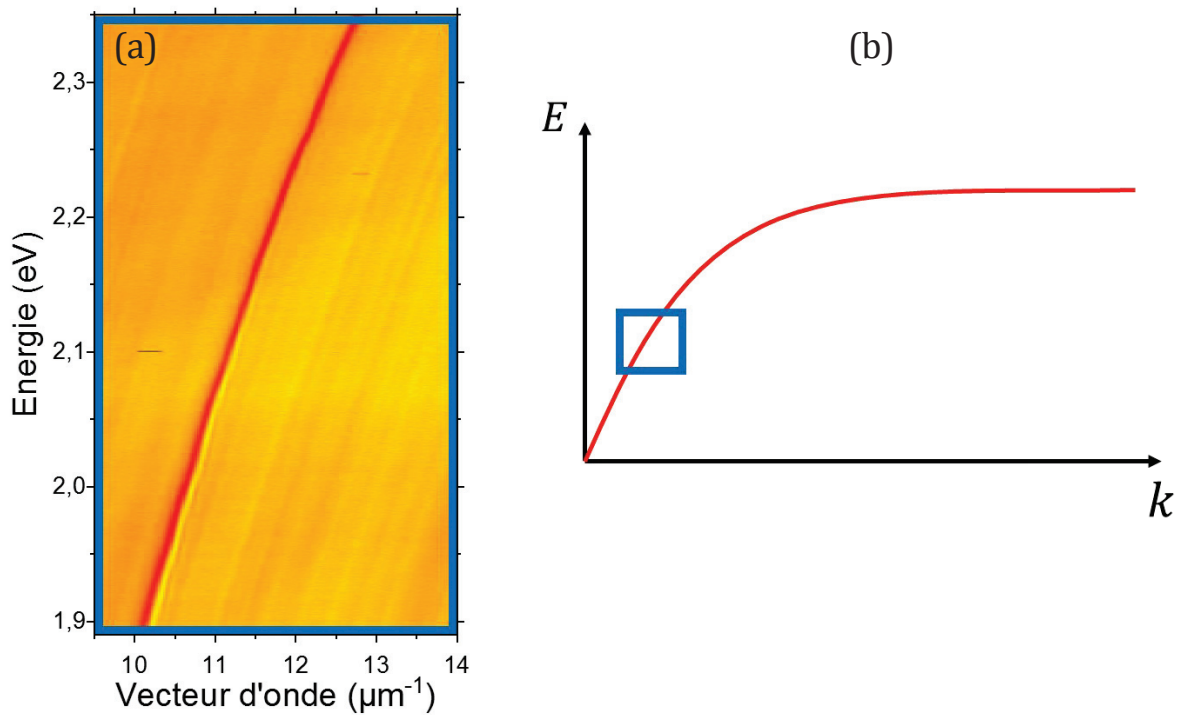 (a)
(b)
2,3
2,2
2,1
2,0
1,9
Energie (eV)
10 11 12 13 14
Vecteur d'onde (µm⁻¹)
E
k